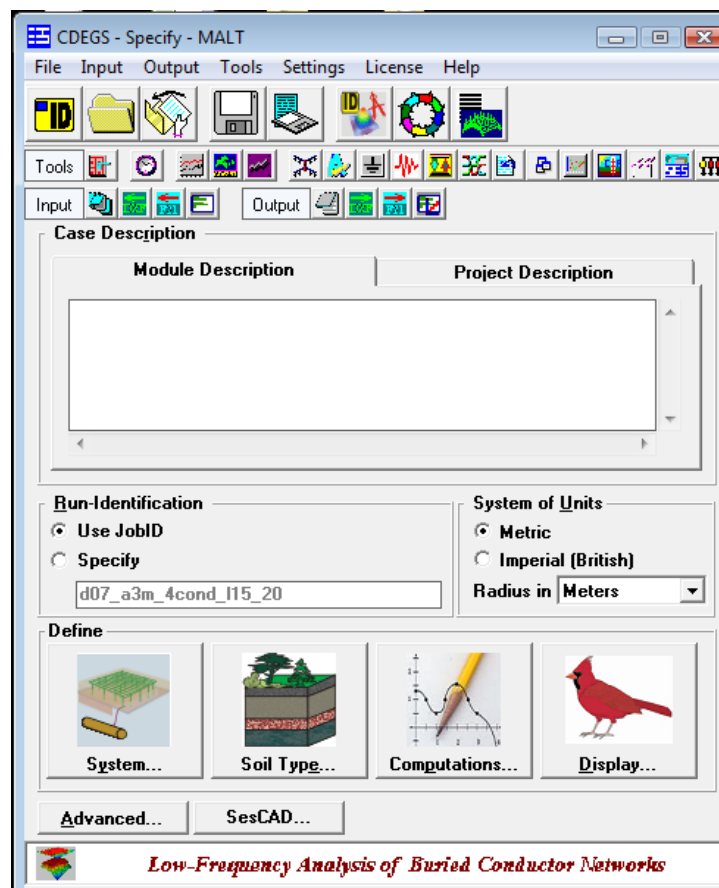 CDEGS - Specify - MALT
File Input Output Tools Settings License Help
ID
ID
Tools
Input Output
Case Description
Module Description Project Description
Run-Identification System of Units
Use JobID Metric
Specify Imperial (British)
d07_a3m_4cond_l15_20 Radius in Meters
Define
System... Soil Type... Computations... Display...
Advanced... SesCAD...
Low-Frequency Analysis of Buried Conductor Networks